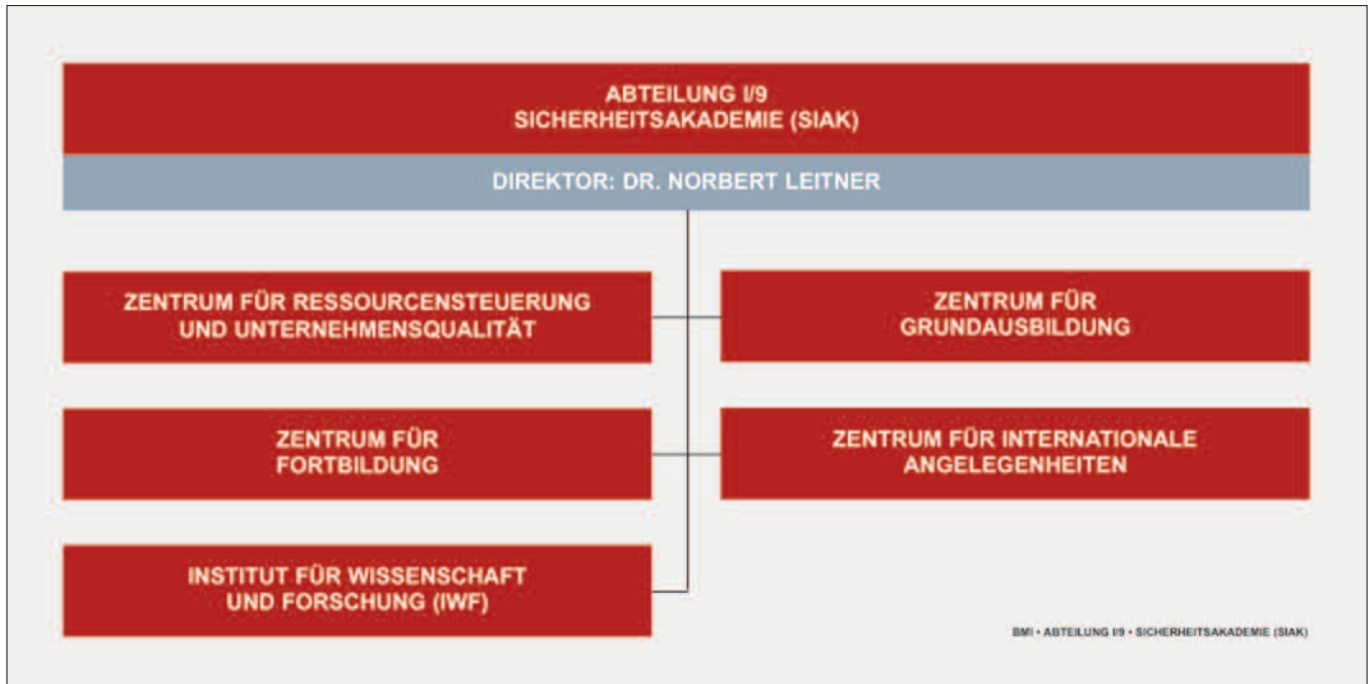 ABTEILUNG I/9
SICHERHEITSAKADEMIE (SIAK)
DIREKTOR: DR. NORBERT LEITNER
ZENTRUM FÜR RESSOURCENSTEUERUNG
UND UNTERNEHMENSQUALITÄT
ZENTRUM FÜR
GRUNDAUSBILDUNG
ZENTRUM FÜR
FORTBILDUNG
ZENTRUM FÜR INTERNATIONALE
ANGELEGENHEITEN
INSTITUT FÜR WISSENSCHAFT
UND FORSCHUNG (IWF)
BMI • ABTEILUNG I/9 • SICHERHEITSAKADEMIE (SIAK)